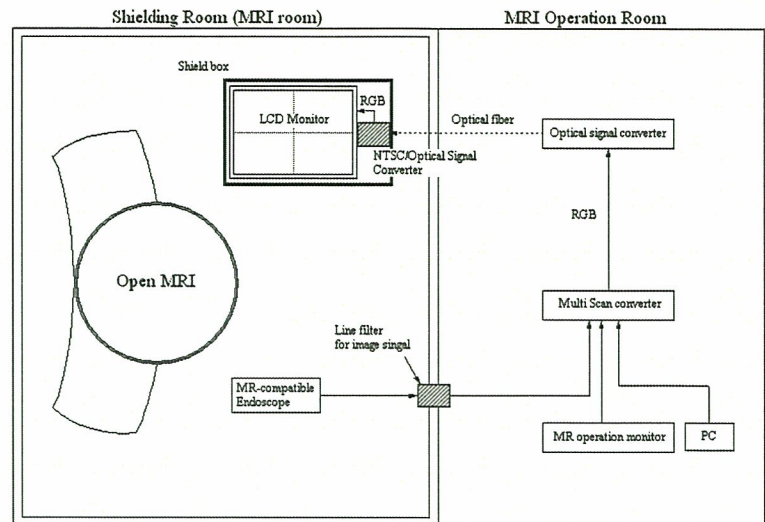 Shielding Room (MRI room)
MRI Operation Room
Shield box
RGB
LCD Monitor
Optical fiber
Optical signal converter
NTSC/Optical Signal
Converter
RGB
Open MRI
Multi Scan converter
Line filter
for image singal
MR-compatible
Endoscope
MR operation monitor
PC